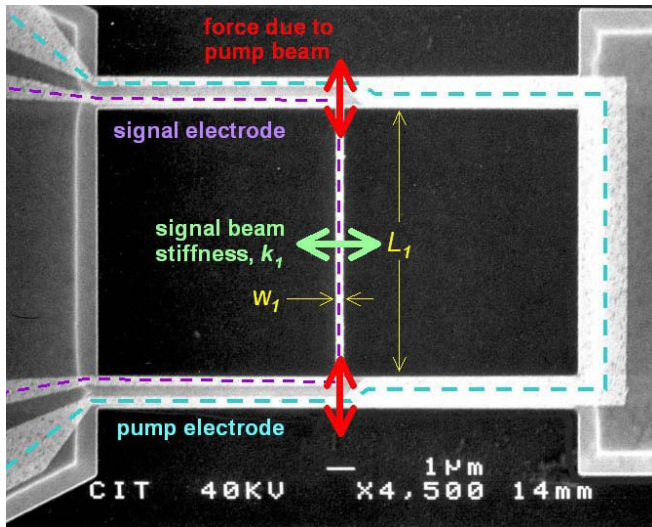 force due to
pump beam
signal electrode
signal beam
stiffness, k₁
L₁
w₁
pump electrode
1µm
CIT 40KV X4,500 14mm